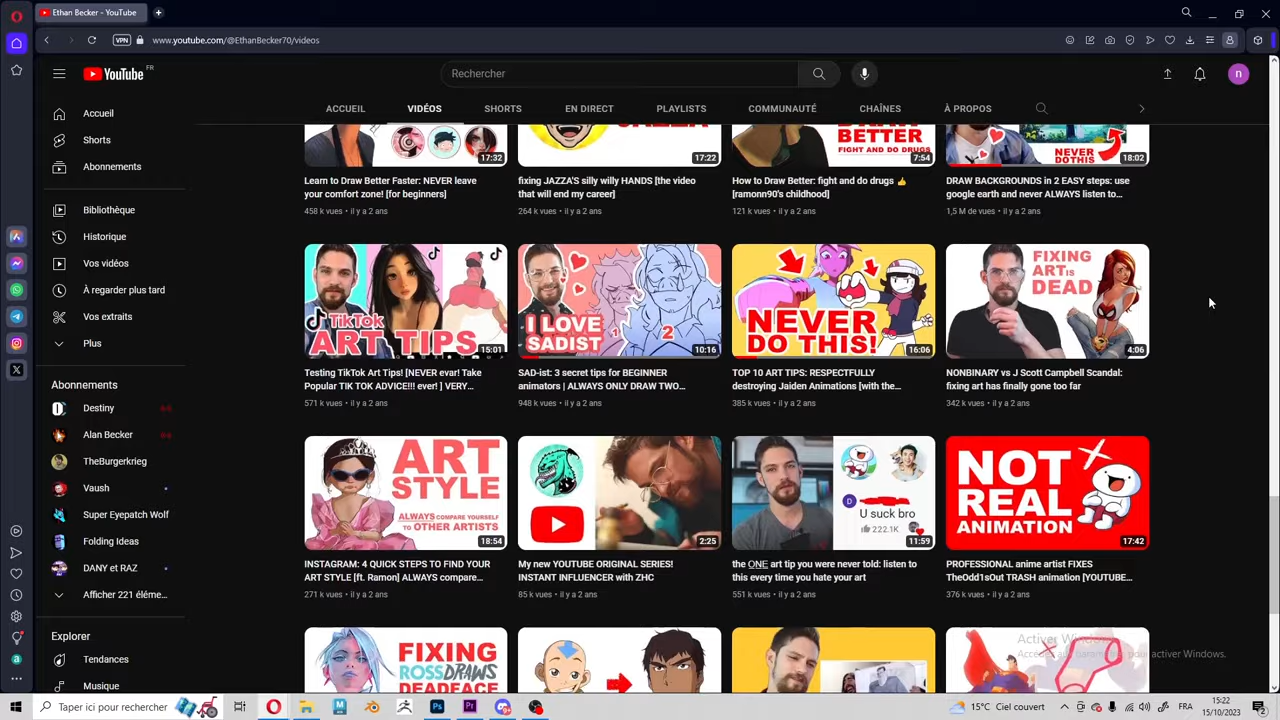 Ethan Becker - YouTube
VPN
www.youtube.com/@EthanBecker70/videos
YouTube
FR
Rechercher
n
ACCUEIL
VIDÉOS
SHORTS
EN DIRECT
PLAYLISTS
COMMUNAUTÉ
CHAÎNES
À PROPOS
Accueil
Shorts
Abonnements
Bibliothèque
Historique
Vos vidéos
À regarder plus tard
Vos extraits
Plus
Abonnements
Destiny
Alan Becker
TheBurgerkrieg
Vaush
Super Eyepatch Wolf
Folding Ideas
DANY et RAZ
Afficher 221 éléme...
Explorer
Tendances
Musique
17:32
Learn to Draw Better Faster: NEVER leave
your comfort zone! [for beginners]
458 k vues • il y a 2 ans
17:22
fixing JAZZA'S silly willy HANDS [the video
that will end my career]
264 k vues • il y a 2 ans
BETTER
FIGHT AND DO DRUGS
7:54
How to Draw Better: fight and do drugs 👍
[ramonn90's childhood]
121 k vues • il y a 2 ans
NEVER
DO THIS
18:02
DRAW BACKGROUNDS in 2 EASY steps: use
google earth and never ALWAYS listen to...
1,5 M de vues • il y a 2 ans
TikTok
ART TIPS
15:01
Testing TikTok Art Tips! [NEVER ever! Take
Popular TIK TOK ADVICE!!! ever! ] VERY...
571 k vues • il y a 2 ans
I LOVE
SADIST
1
2
10:16
SAD-ist: 3 secret tips for BEGINNER
animators | ALWAYS ONLY DRAW TWO...
948 k vues • il y a 2 ans
NEVER
DO THIS!
16:06
TOP 10 ART TIPS: RESPECTFULLY
destroying Jaiden Animations [with the...
385 k vues • il y a 2 ans
FIXING
ART IS
DEAD
4:06
NONBINARY vs J Scott Campbell Scandal:
fixing art has finally gone too far
342 k vues • il y a 2 ans
ART
STYLE
ALWAYS COMPARE YOURSELF
TO OTHER ARTISTS
18:54
INSTAGRAM: 4 QUICK STEPS TO FIND YOUR
ART STYLE [ft. Ramon] ALWAYS compare...
271 k vues • il y a 2 ans
2:25
My new YOUTUBE ORIGINAL SERIES!
INSTANT INFLUENCER with ZHC
85 k vues • il y a 2 ans
D
U suck bro
222.1K
11:59
the ONE art tip you were never told: listen to
this every time you hate your art
551 k vues • il y a 2 ans
NOT
REAL
ANIMATION
17:42
PROFESSIONAL anime artist FIXES
TheOdd1sOut TRASH animation [YOUTUBE...
376 k vues • il y a 2 ans
FIXING
ROSSDRAWS
DEADFACE
Activer Windows
Taper ici pour rechercher
15°C Ciel couvert
FRA
15:22
15/10/2023
2